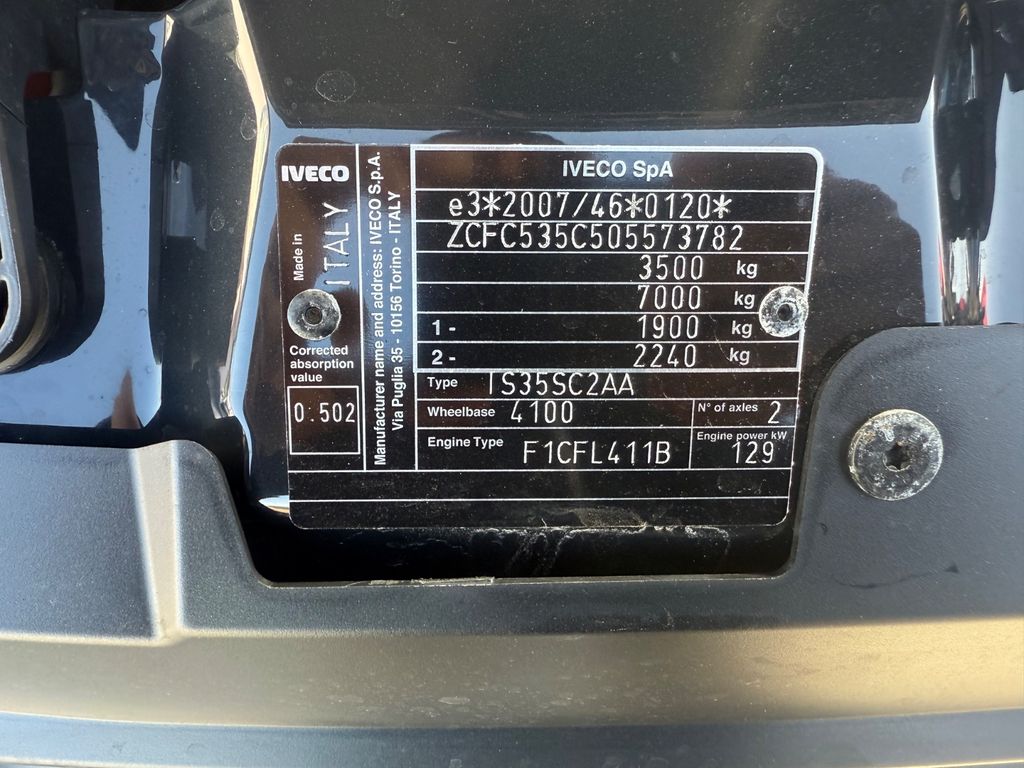 IVECO
Made in ITALY
Corrected
absorption
value
0.502
Manufacturer name and address: IVECO S.p.A.
Via Puglia 35 - 10156 Torino - ITALY
IVECO SpA
e3*2007/46*0120*
ZCFC535C505573782
3500 kg
7000 kg
1 - 1900 kg
2 - 2240 kg
Type IS35SC2AA
Wheelbase 4100
N° of axles 2
Engine Type F1CFL411B
Engine power kW
129